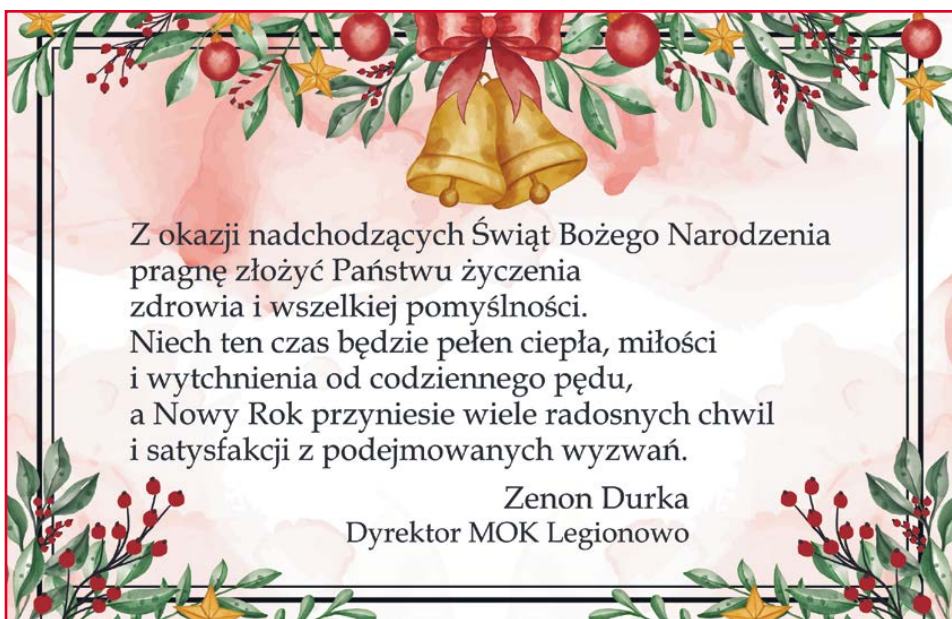 Z okazji nadchodzących Świąt Bożego Narodzenia
pragnę złożyć Państwu życzenia
zdrowia i wszelkiej pomyślności.
Niech ten czas będzie pełen ciepła, miłości
i wytchnienia od codziennego pędu,
a Nowy Rok przyniesie wiele radosnych chwil
i satysfakcji z podejmowanych wyzwań.
Zenon Durka
Dyrektor MOK Legionowo